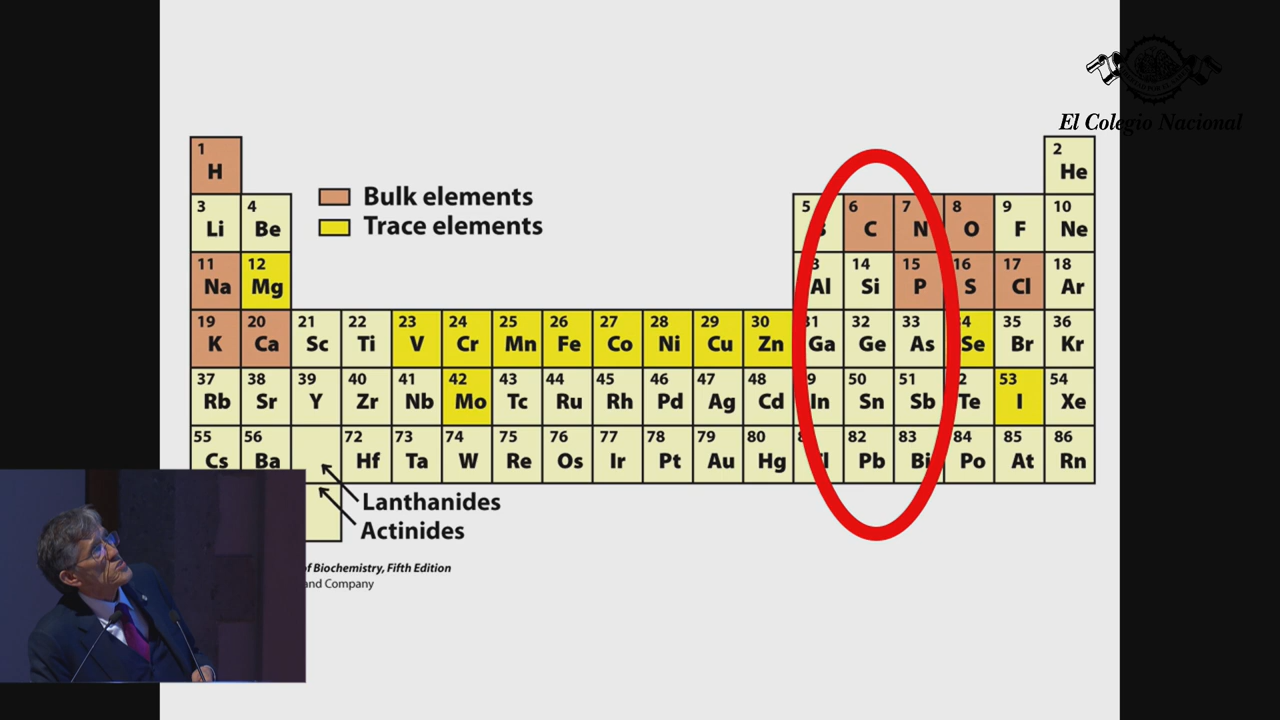 El Colegio Nacional
1 2
H He
Bulk elements
Trace elements
3 4 5 6 7 8 9 10
Li Be C N O F Ne
11 12 14 15 16 17 18
Na Mg Al Si P S Cl Ar
19 20 21 22 23 24 25 26 27 28 29 30 31 32 33 34 35 36
K Ca Sc Ti V Cr Mn Fe Co Ni Cu Zn Ga Ge As Se Br Kr
37 38 39 40 41 42 43 44 45 46 47 48 50 51 53 54
Rb Sr Y Zr Nb Mo Tc Ru Rh Pd Ag Cd In Sn Sb Te I Xe
55 56 72 73 74 75 76 77 78 79 80 82 83 84 85 86
Cs Ba Hf Ta W Re Os Ir Pt Au Hg Pb Bi Po At Rn
Lanthanides
Actinides
of Biochemistry, Fifth Edition
and Company